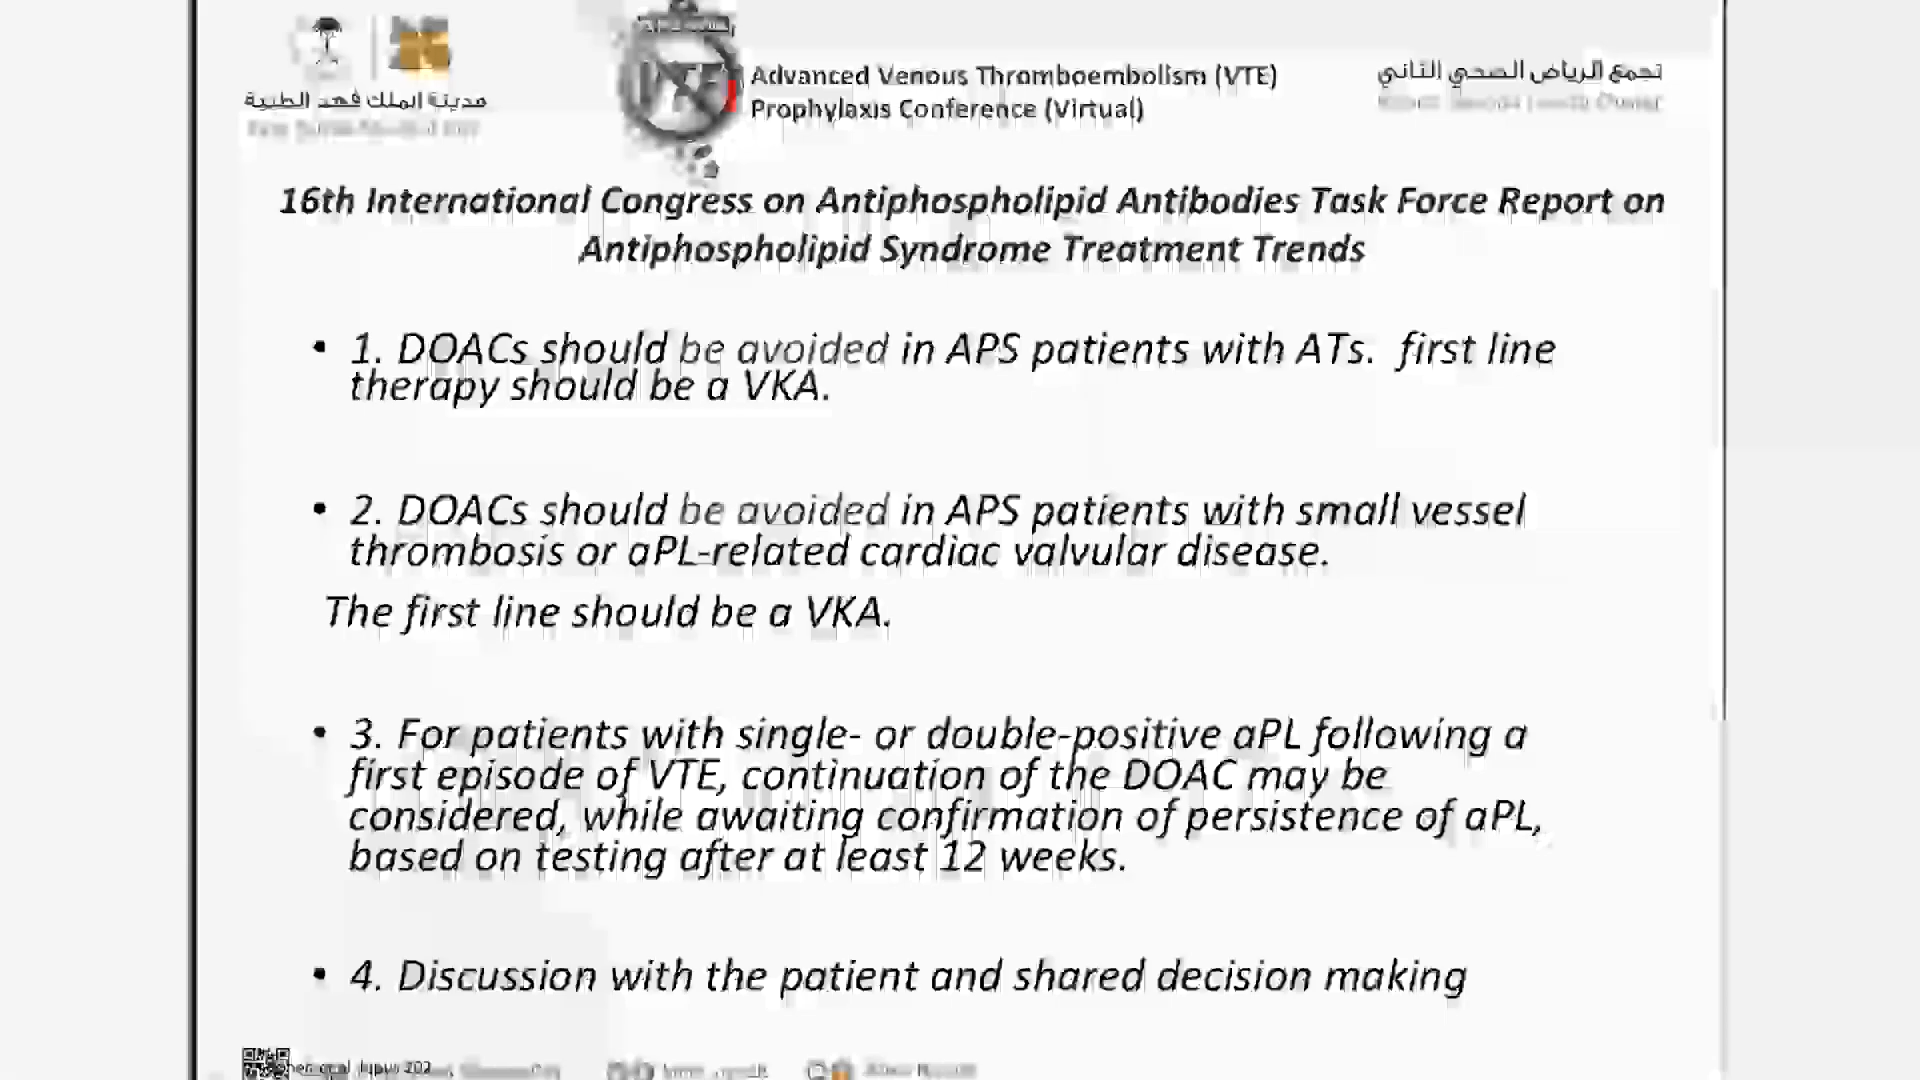 مدينة الملك فهد الطبية
Advanced Venous Thromboembolism (VTE)
Prophylaxis Conference (Virtual)
تجمع الرياض الصحي الثاني
16th International Congress on Antiphospholipid Antibodies Task Force Report on
Antiphospholipid Syndrome Treatment Trends
• 1. DOACs should be avoided in APS patients with ATs. first line
therapy should be a VKA.
• 2. DOACs should be avoided in APS patients with small vessel
thrombosis or aPL-related cardiac valvular disease.
The first line should be a VKA.
• 3. For patients with single- or double-positive aPL following a
first episode of VTE, continuation of the DOAC may be
considered, while awaiting confirmation of persistence of aPL,
based on testing after at least 12 weeks.
• 4. Discussion with the patient and shared decision making